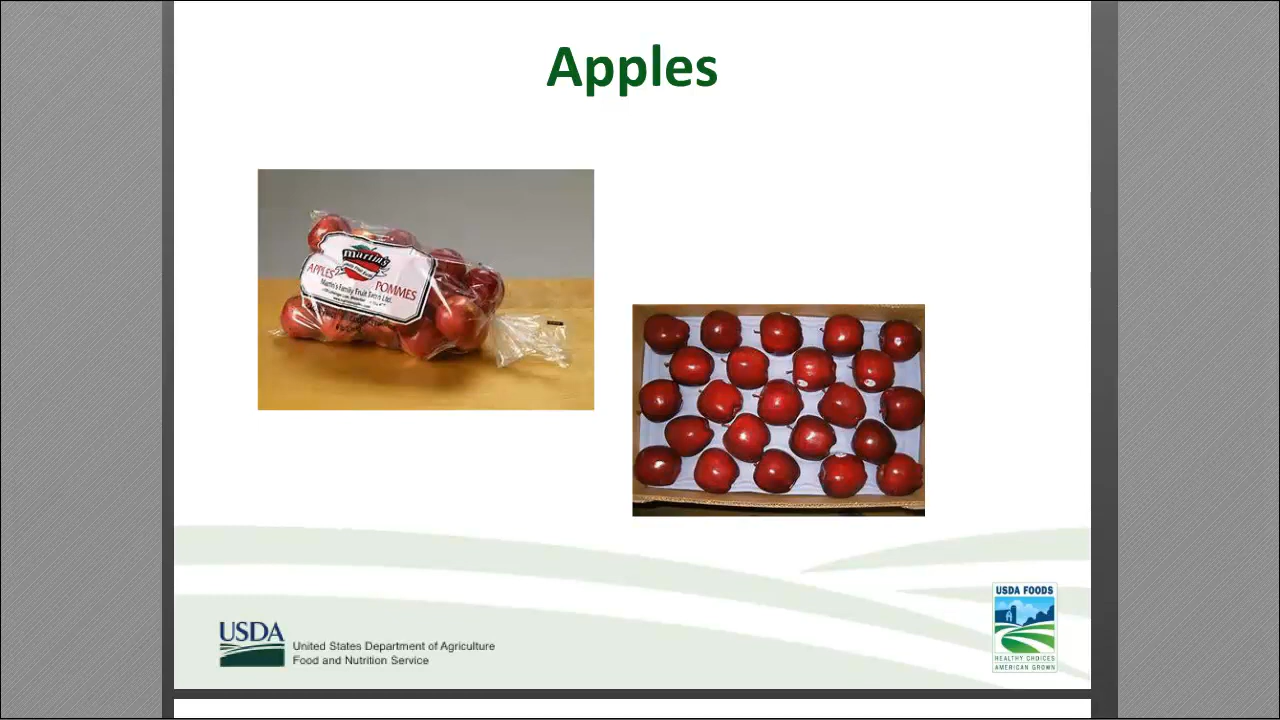 Apples
martin's
APPLES
POMMES
Martin's Family Fruit Farm Ltd.
USDA
United States Department of Agriculture
Food and Nutrition Service
USDA FOODS
HEALTHY CHOICES
AMERICAN GROWN